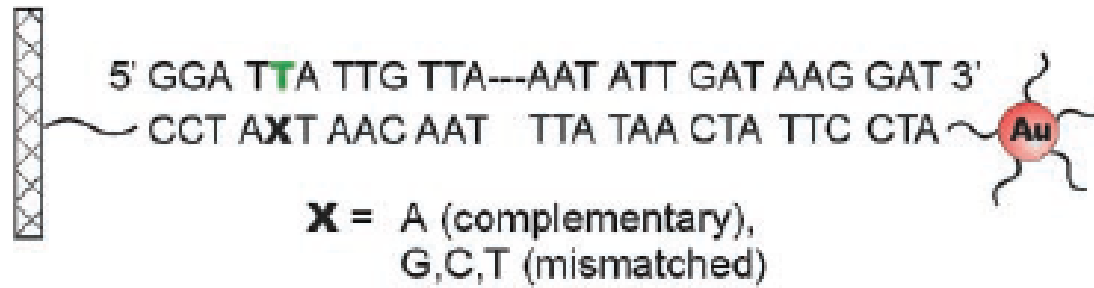 5' GGA TTA TTG TTA---AAT ATT GAT AAG GAT 3'
CCT AXT AAC AAT TTA TAA CTA TTC CTA Au
X = A (complementary),
G,C,T (mismatched)